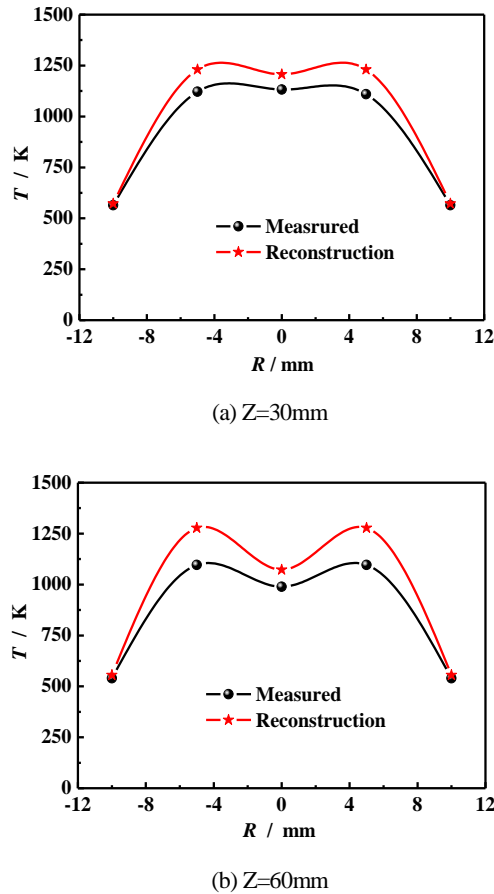 1500
1250
1000
750
500
250
0
T / K
Measrured
Reconstruction
-12 -8 -4 0 4 8 12
R / mm
(a) Z=30mm
1500
1250
1000
750
500
250
0
T / K
Measured
Reconstruction
-12 -8 -4 0 4 8 12
R / mm
(b) Z=60mm